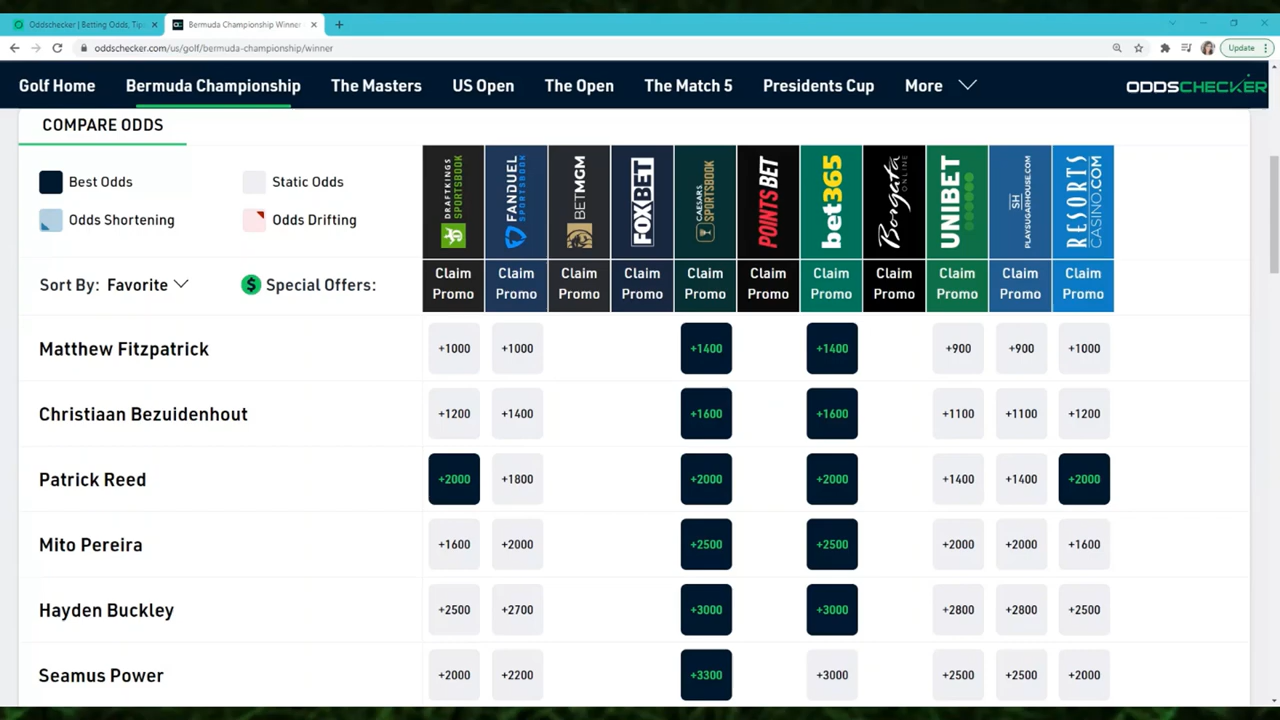 Oddschecker | Betting Odds, Tip
Bermuda Championship Winner
oddschecker.com/us/golf/bermuda-championship/winner
Update
Golf Home Bermuda Championship The Masters US Open The Open The Match 5 Presidents Cup More ODDSCHECKER
COMPARE ODDS
Best Odds Static Odds
Odds Shortening Odds Drifting
DRAFTKINGS SPORTSBOOK
FANDUEL SPORTSBOOK
BETMGM
FOXBET
CAESARS SPORTSBOOK
POINTSBET
bet365
Borgata ONLINE
UNIBET
SH PLAYSUGARHOUSE.COM
RESORTS CASINO.COM
Sort By: Favorite $ Special Offers:
Claim Promo Claim Promo Claim Promo Claim Promo Claim Promo Claim Promo Claim Promo Claim Promo Claim Promo Claim Promo Claim Promo
Matthew Fitzpatrick +1000 +1000 +1400 +1400 +900 +900 +1000
Christiaan Bezuidenhout +1200 +1400 +1600 +1600 +1100 +1100 +1200
Patrick Reed +2000 +1800 +2000 +2000 +1400 +1400 +2000
Mito Pereira +1600 +2000 +2500 +2500 +2000 +2000 +1600
Hayden Buckley +2500 +2700 +3000 +3000 +2800 +2800 +2500
Seamus Power +2000 +2200 +3300 +3000 +2500 +2500 +2000